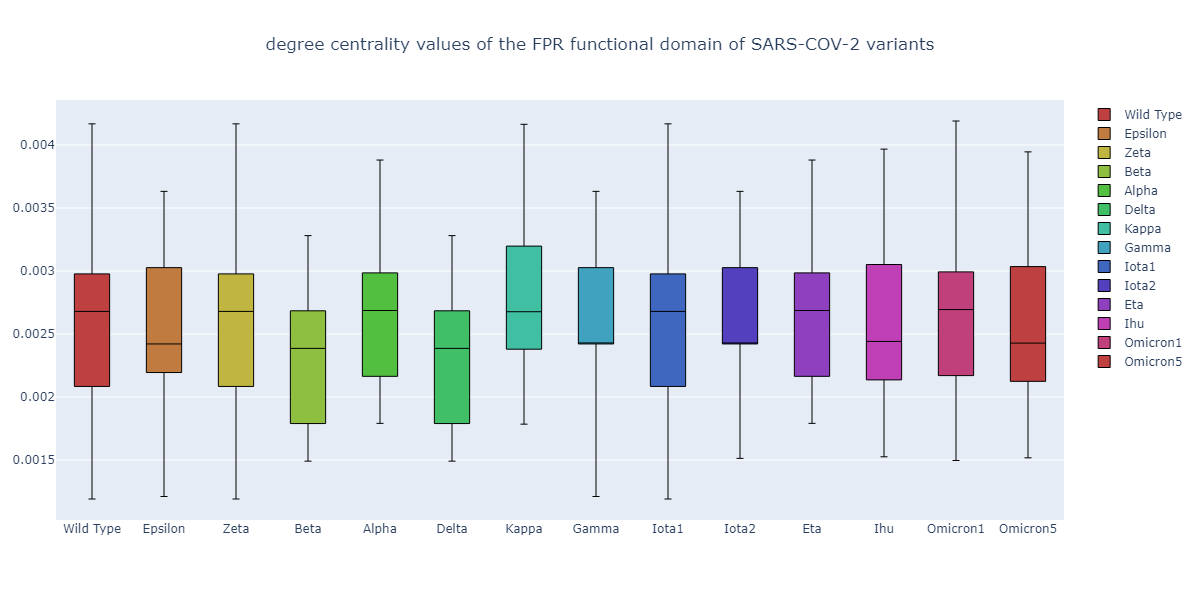 degree centrality values of the FPR functional domain of SARS-COV-2 variants
0.004
0.0035
0.003
0.0025
0.002
0.0015
Wild Type Epsilon Zeta Beta Alpha Delta Kappa Gamma Iota1 Iota2 Eta Ihu Omicron1 Omicron5
Wild Type
Epsilon
Zeta
Beta
Alpha
Delta
Kappa
Gamma
Iota1
Iota2
Eta
Ihu
Omicron1
Omicron5